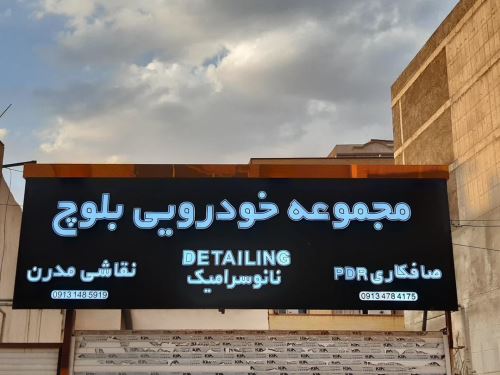 مجموعه خودرویی بلوچ
DETAILING
نانوسرامیک
صافکاری PDR
0913 478 4175
نقاشی مدرن
0913 148 5919